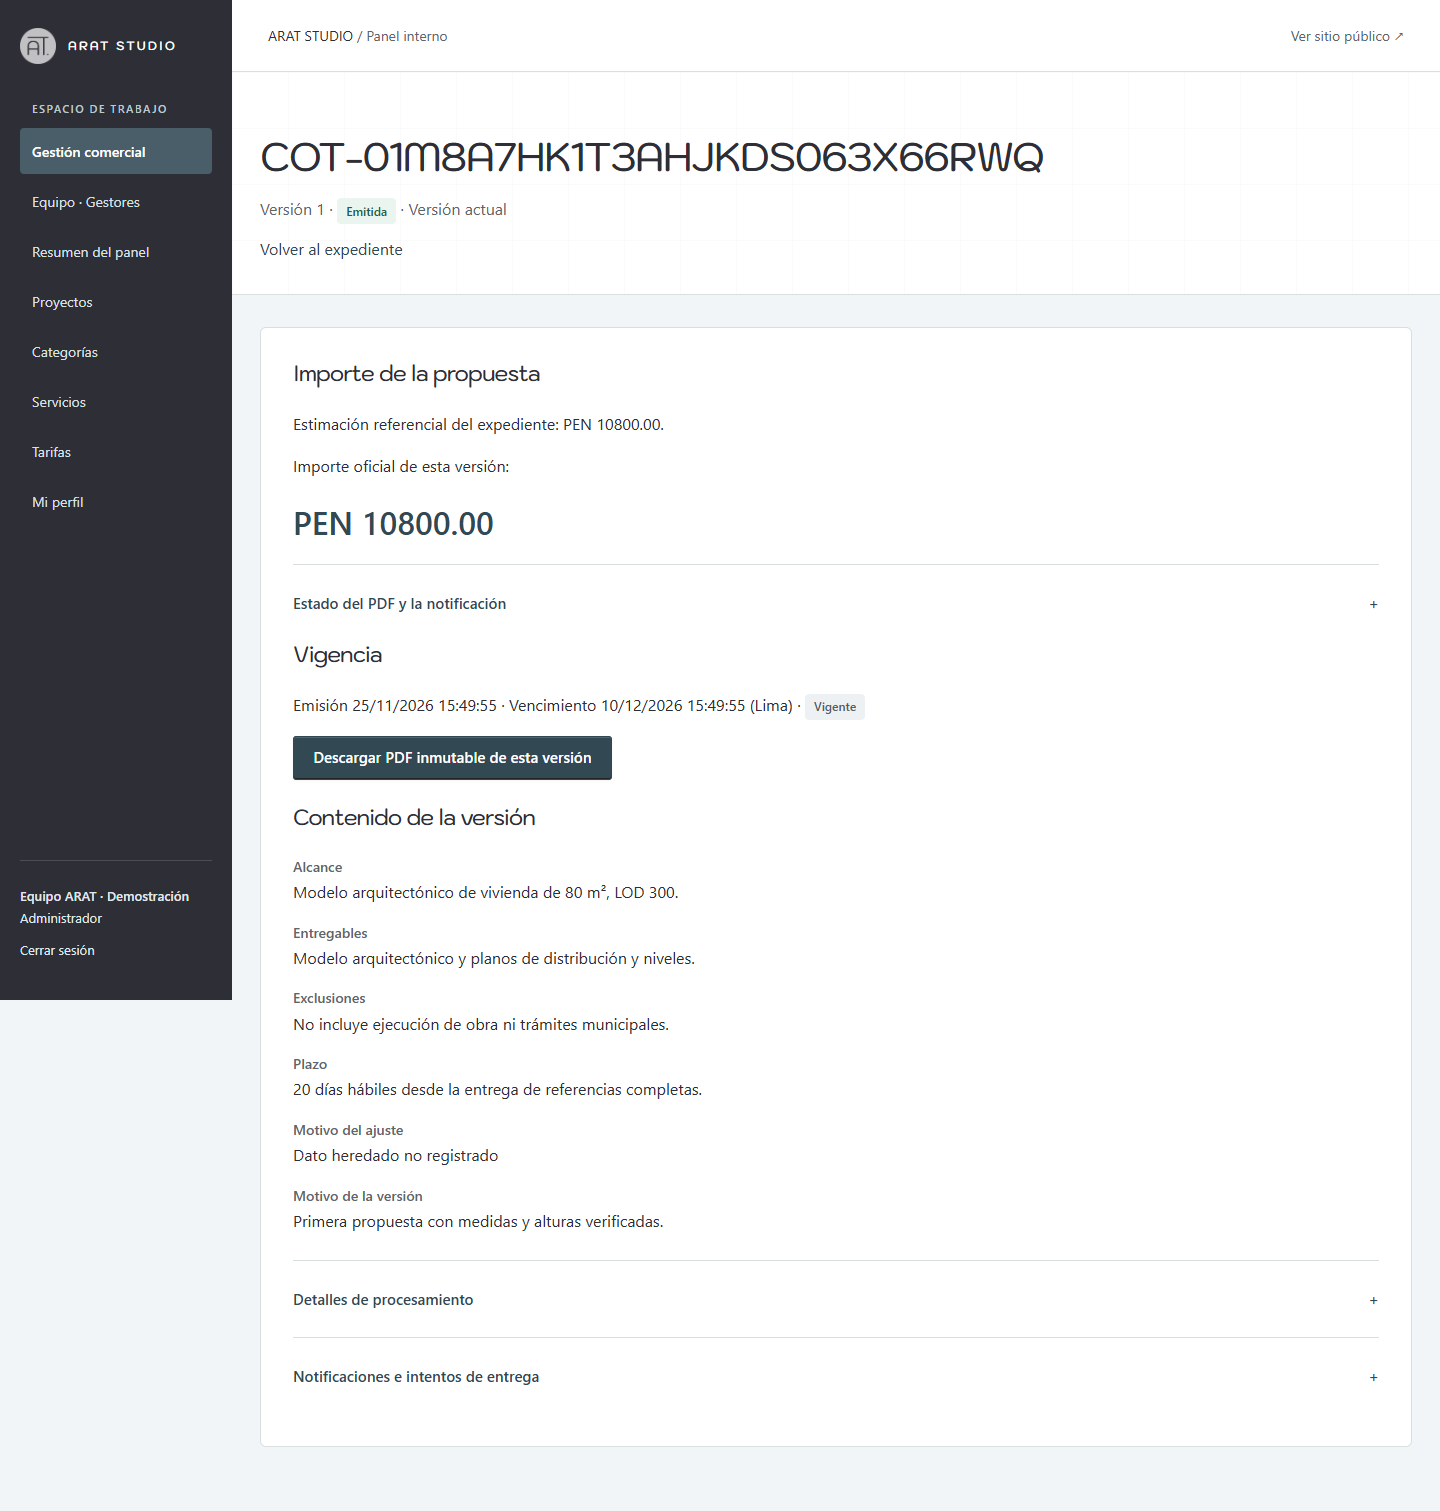 AT.
ARAT STUDIO
ESPACIO DE TRABAJO
Gestión comercial
Equipo · Gestores
Resumen del panel
Proyectos
Categorías
Servicios
Tarifas
Mi perfil
Equipo ARAT · Demostración
Administrador
Cerrar sesión
ARAT STUDIO / Panel interno
Ver sitio público ↗
COT-01M8A7HK1T3AHJKDS063X66RWQ
Versión 1 · Emitida · Versión actual
Volver al expediente
Importe de la propuesta
Estimación referencial del expediente: PEN 10800.00.
Importe oficial de esta versión:
PEN 10800.00
Estado del PDF y la notificación +
Vigencia
Emisión 25/11/2026 15:49:55 · Vencimiento 10/12/2026 15:49:55 (Lima) · Vigente
Descargar PDF inmutable de esta versión
Contenido de la versión
Alcance
Modelo arquitectónico de vivienda de 80 m², LOD 300.
Entregables
Modelo arquitectónico y planos de distribución y niveles.
Exclusiones
No incluye ejecución de obra ni trámites municipales.
Plazo
20 días hábiles desde la entrega de referencias completas.
Motivo del ajuste
Dato heredado no registrado
Motivo de la versión
Primera propuesta con medidas y alturas verificadas.
Detalles de procesamiento +
Notificaciones e intentos de entrega +